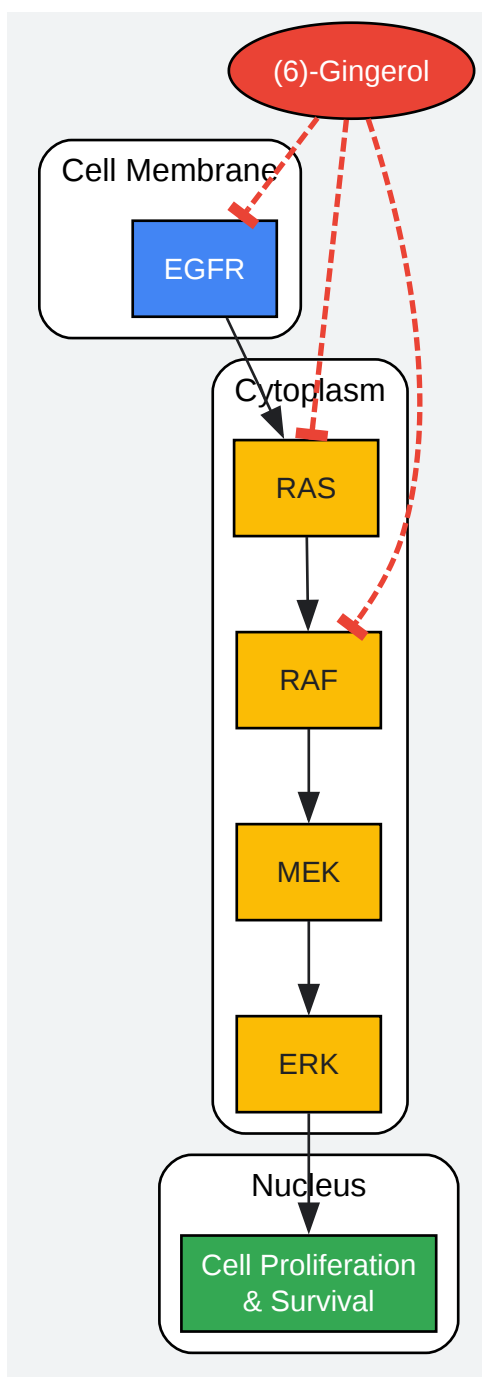 (6)-Gingerol
Cell Membrane
EGFR
Cytoplasm
RAS
RAF
MEK
ERK
Nucleus
Cell Proliferation
& Survival